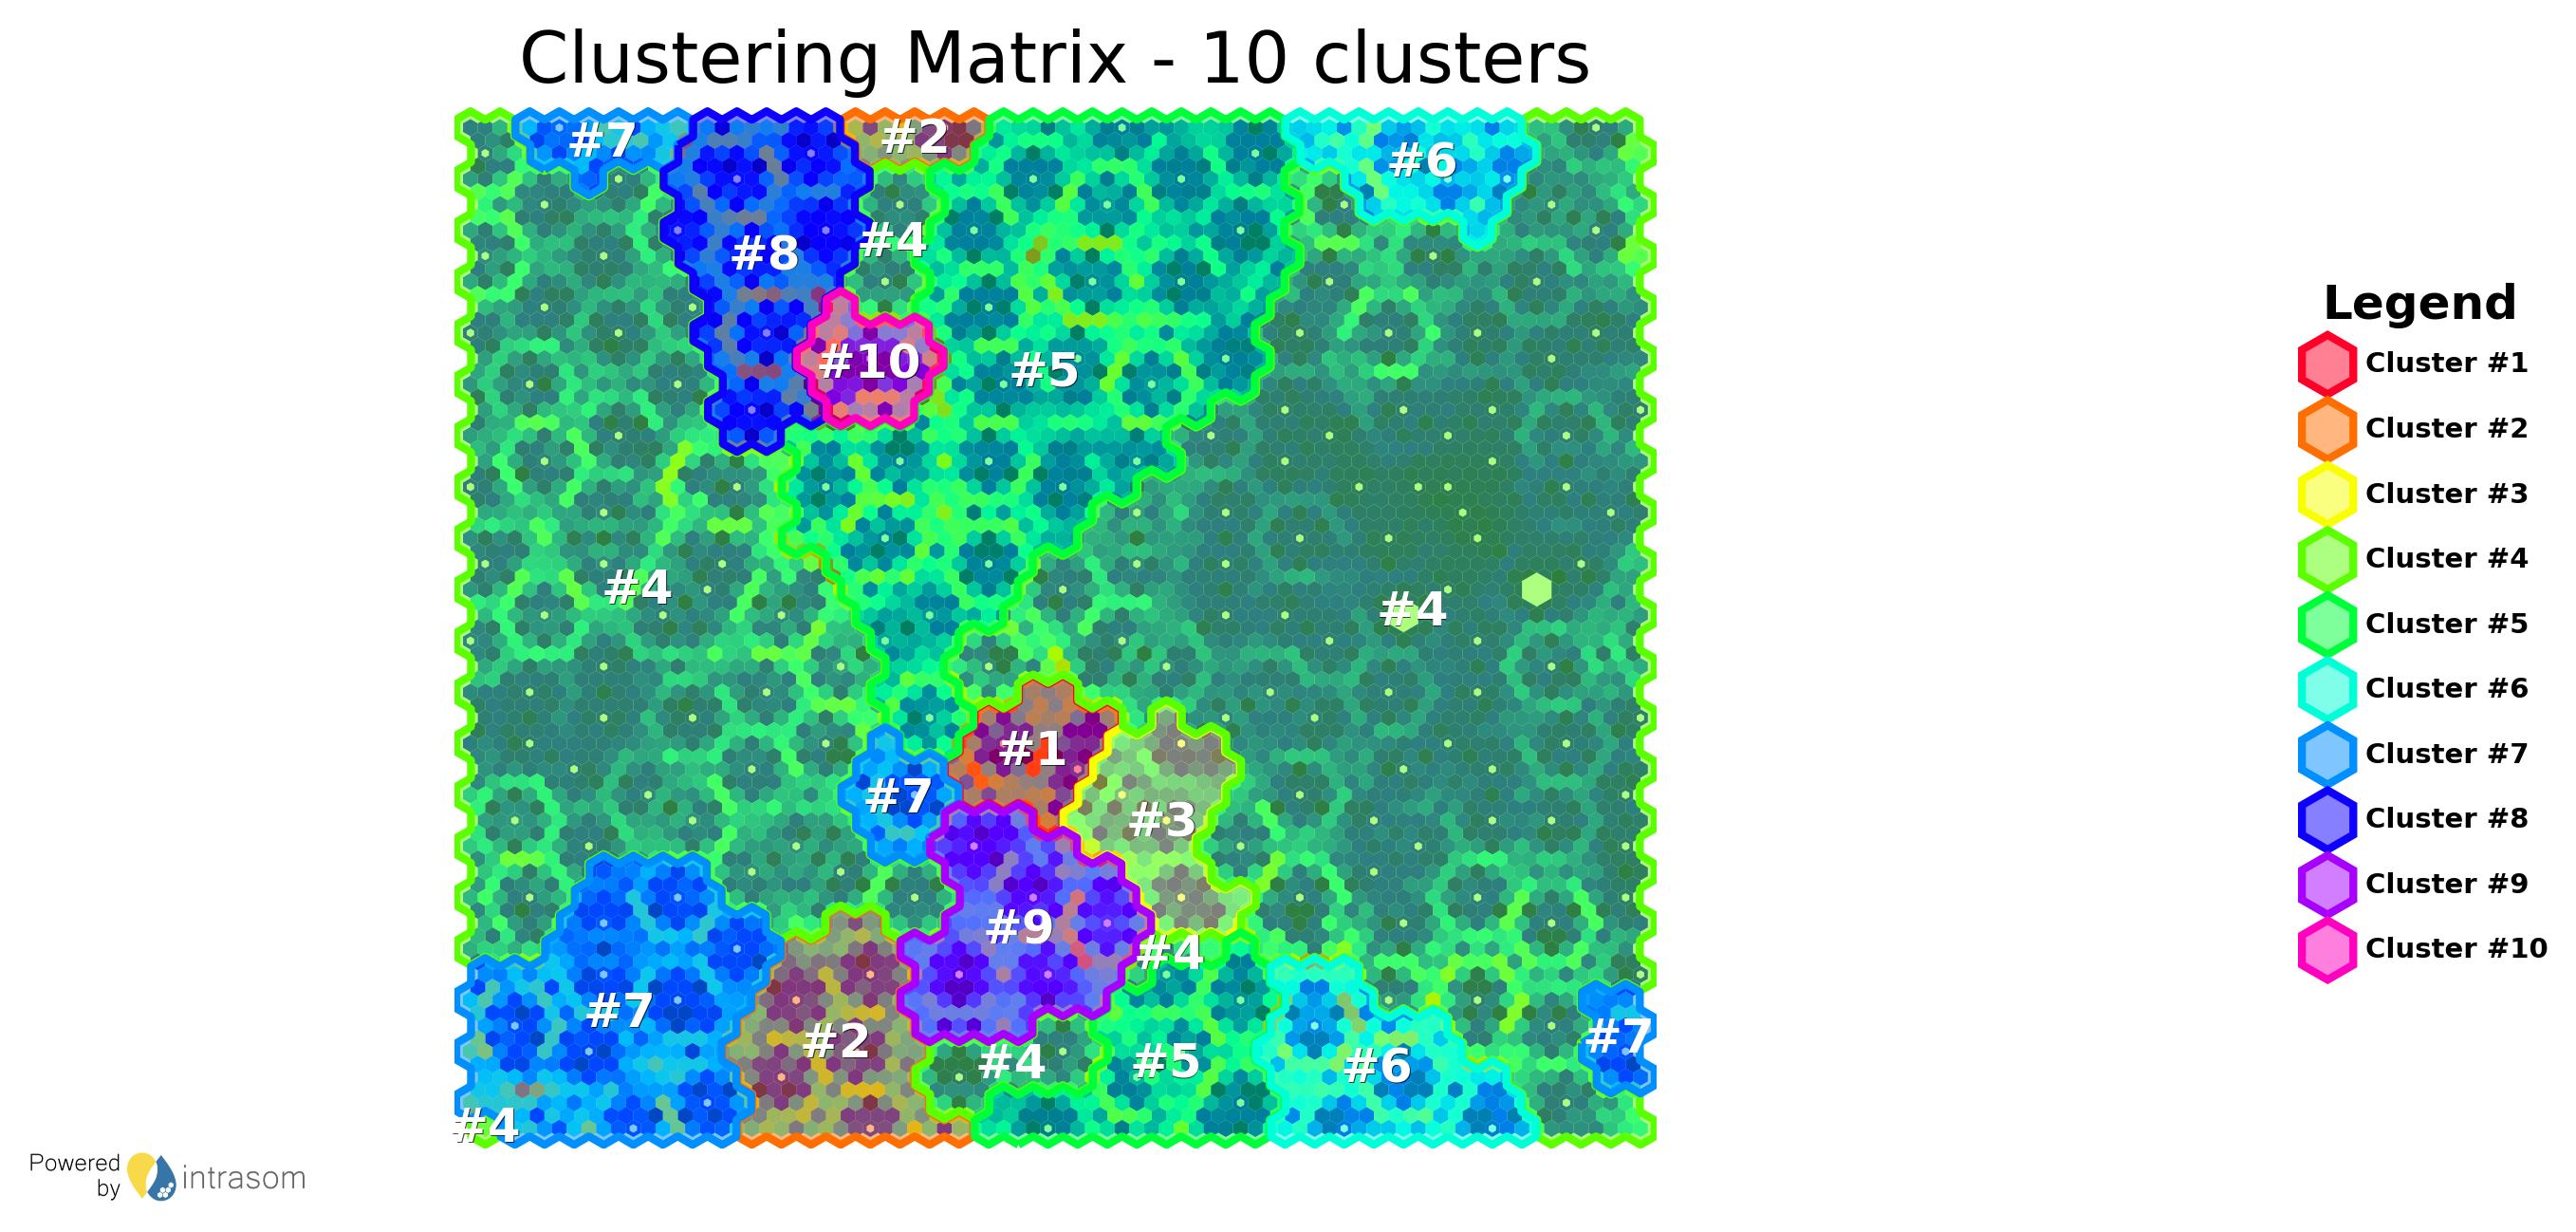 Clustering Matrix - 10 clusters
#7
#2
#6
#4
#8
#10
#5
#4
#4
#1
#7
#3
#9
#4
#7
#2
#4
#5
#6
#7
#4
Legend
Cluster #1
Cluster #2
Cluster #3
Cluster #4
Cluster #5
Cluster #6
Cluster #7
Cluster #8
Cluster #9
Cluster #10
Powered
by
intrasom